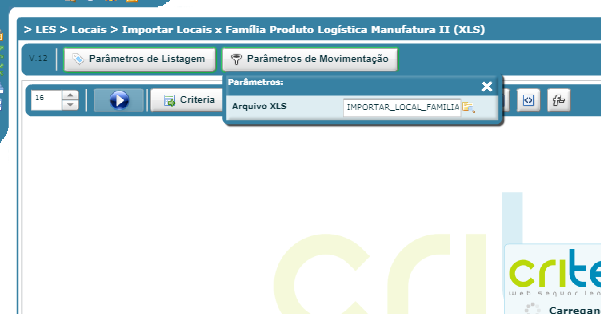 > LES > Locais > Importar Locais x Família Produto Logística Manufatura II (XLS)
V.12 Parâmetros de Listagem Parâmetros de Movimentação
Parâmetros:
16 Criteria
Arquivo XLS IMPORTAR_LOCAL_FAMILIA
cri
crite
Carregan